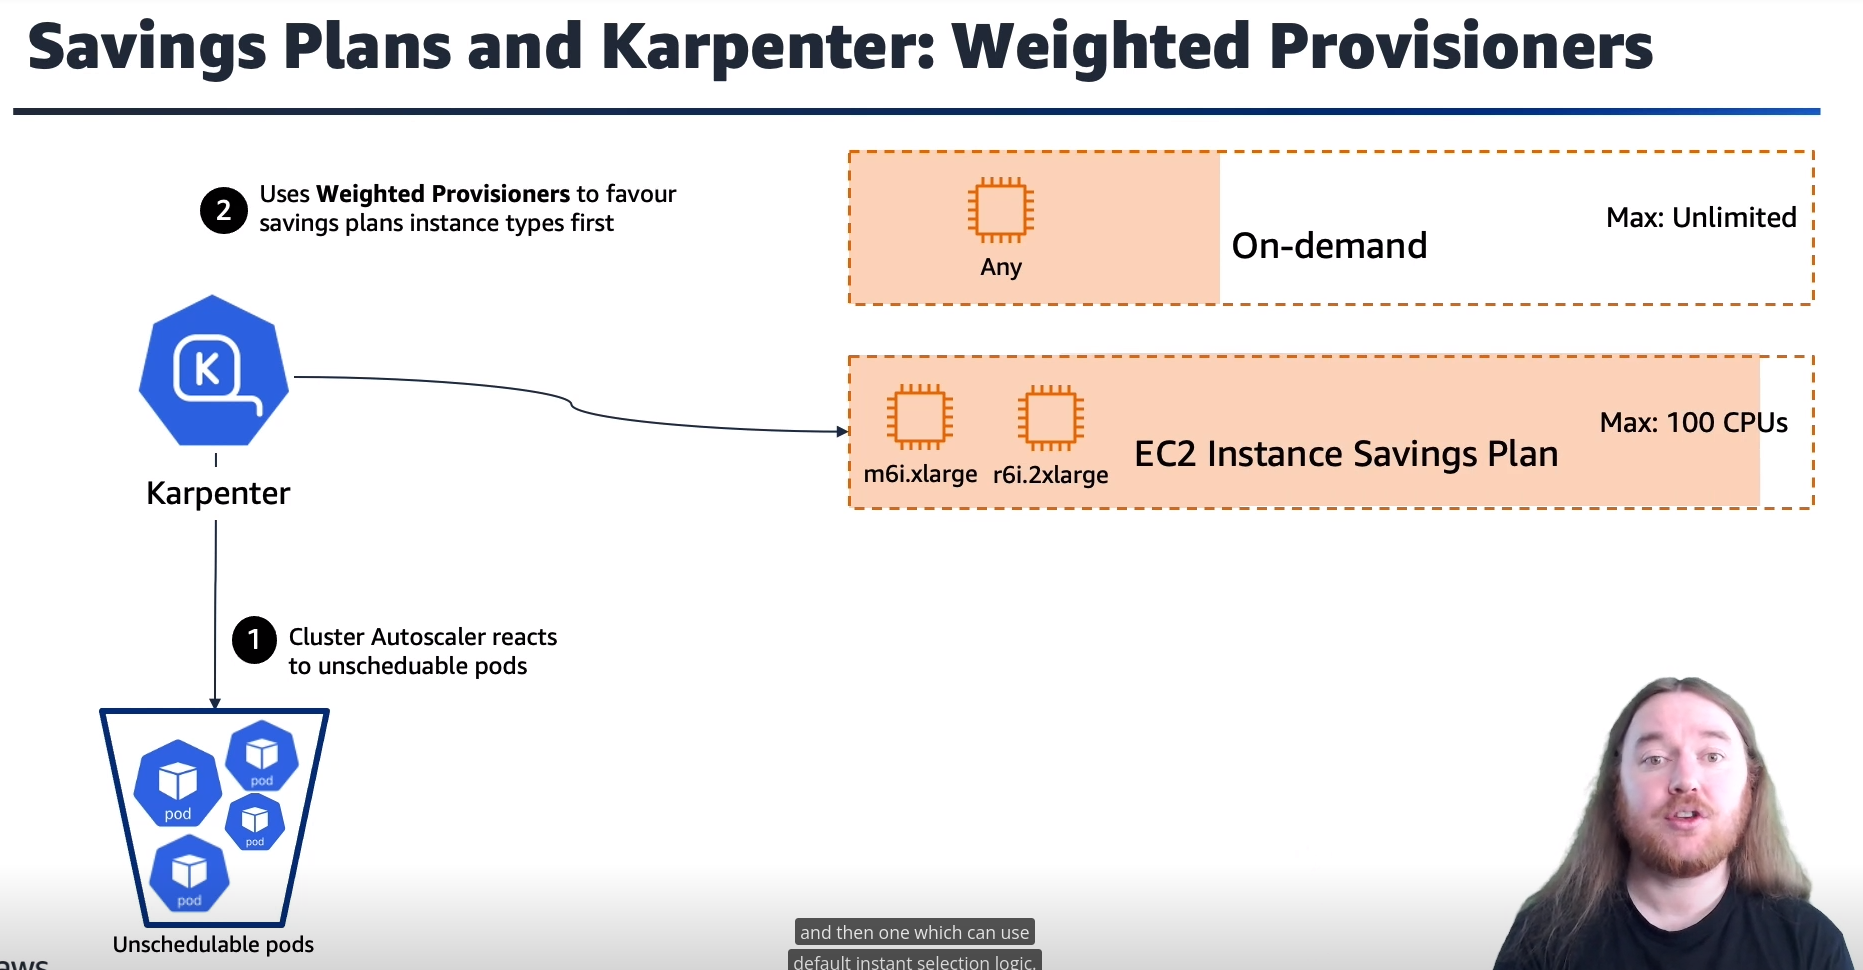 Savings Plans and Karpenter: Weighted Provisioners
2
Uses Weighted Provisioners to favour
savings plans instance types first
Any
On-demand
Max: Unlimited
K
Karpenter
m6i.xlarge
r6i.2xlarge
EC2 Instance Savings Plan
Max: 100 CPUs
1
Cluster Autoscaler reacts
to unscheduable pods
pod
pod
pod
pod
Unschedulable pods
aws
and then one which can use
default instant selection logic.